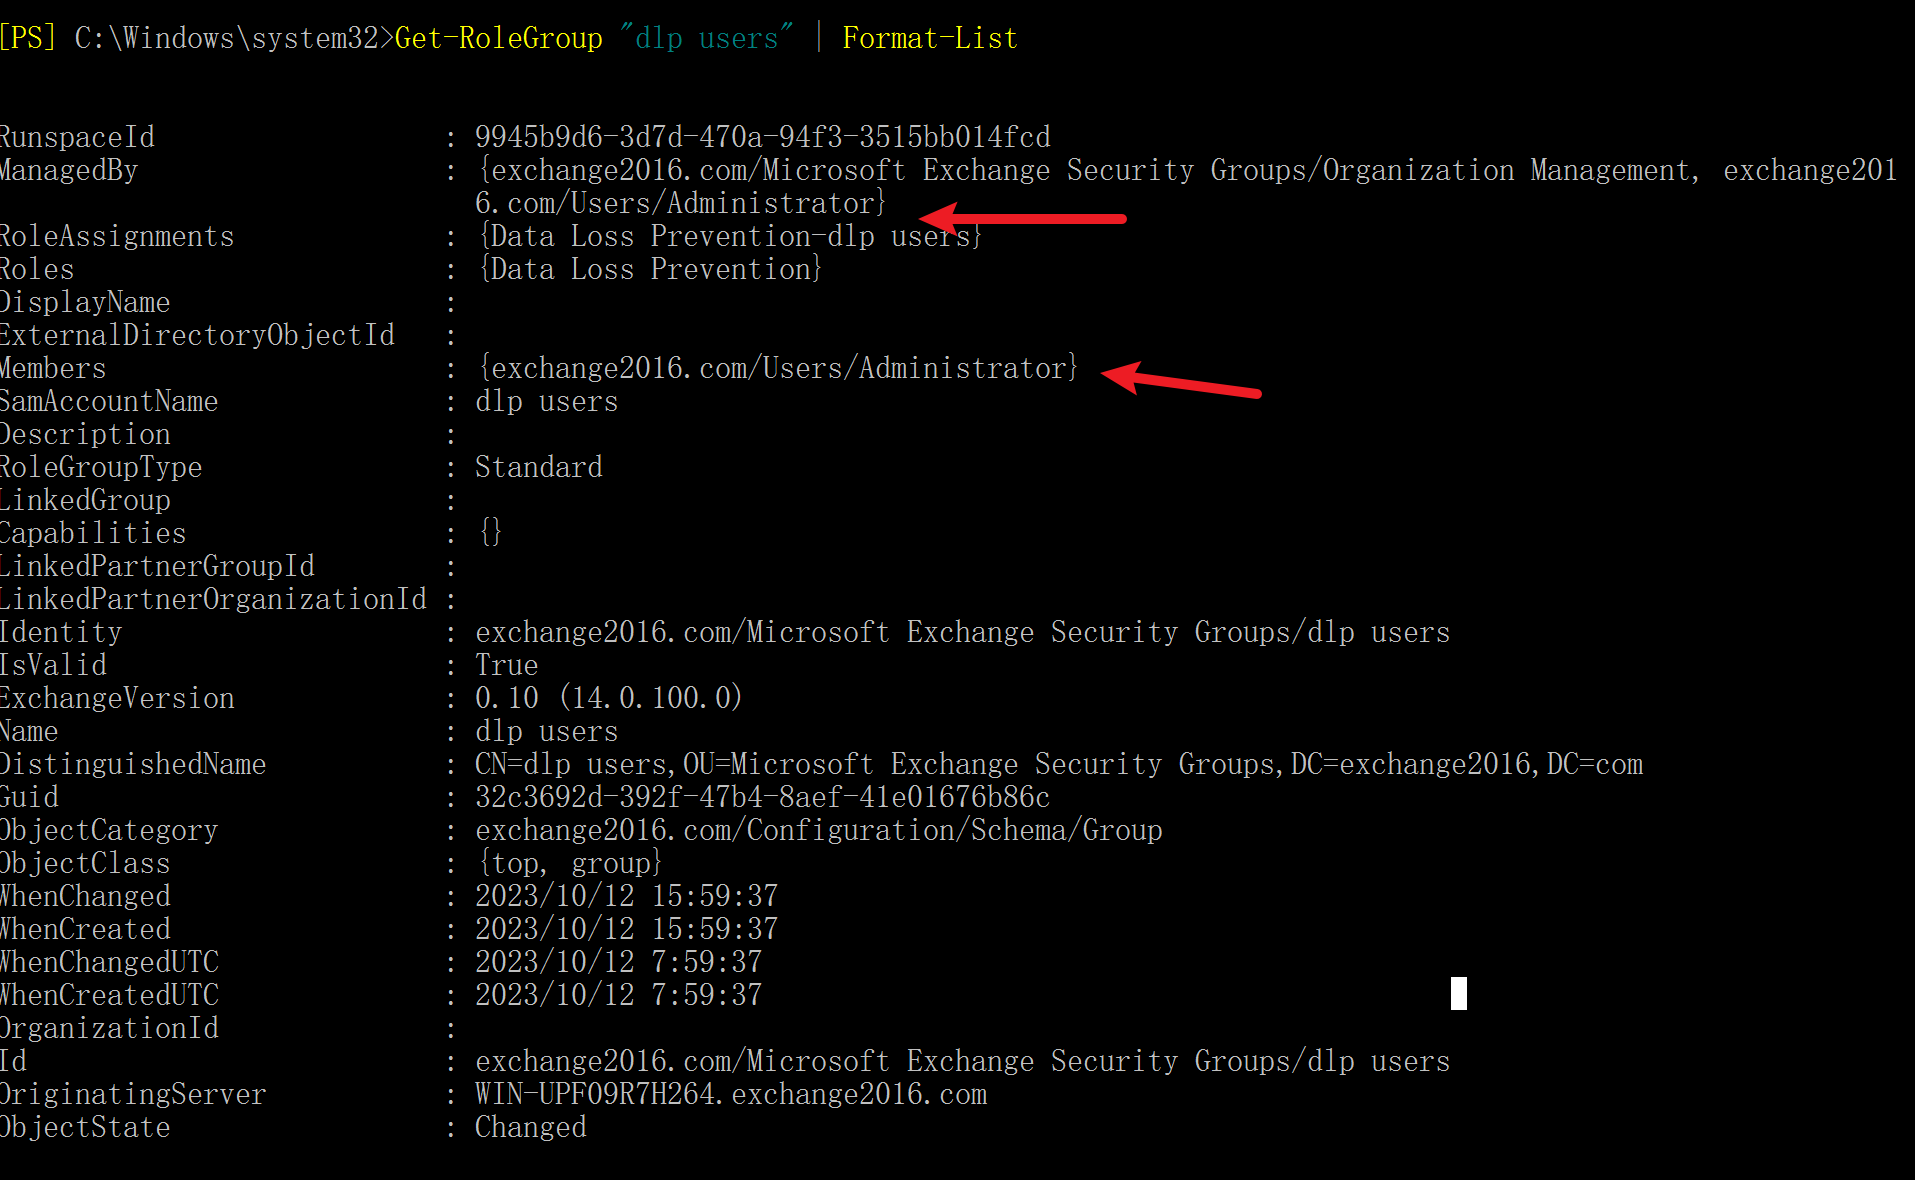 [PS] C:\Windows\system32>Get-RoleGroup "dlp users" | Format-List
RunspaceId : 9945b9d6-3d7d-470a-94f3-3515bb014fcd
ManagedBy : {exchange2016.com/Microsoft Exchange Security Groups/Organization Management, exchange201
6.com/Users/Administrator}
RoleAssignments : {Data Loss Prevention-dlp users}
Roles : {Data Loss Prevention}
DisplayName :
ExternalDirectoryObjectId :
Members : {exchange2016.com/Users/Administrator}
SamAccountName : dlp users
Description :
RoleGroupType : Standard
LinkedGroup :
Capabilities : {}
LinkedPartnerGroupId :
LinkedPartnerOrganizationId :
Identity : exchange2016.com/Microsoft Exchange Security Groups/dlp users
IsValid : True
ExchangeVersion : 0.10 (14.0.100.0)
Name : dlp users
DistinguishedName : CN=dlp users,OU=Microsoft Exchange Security Groups,DC=exchange2016,DC=com
Guid : 32c3692d-392f-47b4-8aef-41e01676b86c
ObjectCategory : exchange2016.com/Configuration/Schema/Group
ObjectClass : {top, group}
WhenChanged : 2023/10/12 15:59:37
WhenCreated : 2023/10/12 15:59:37
WhenChangedUTC : 2023/10/12 7:59:37
WhenCreatedUTC : 2023/10/12 7:59:37
OrganizationId :
Id : exchange2016.com/Microsoft Exchange Security Groups/dlp users
OriginatingServer : WIN-UPF09R7H264.exchange2016.com
ObjectState : Changed